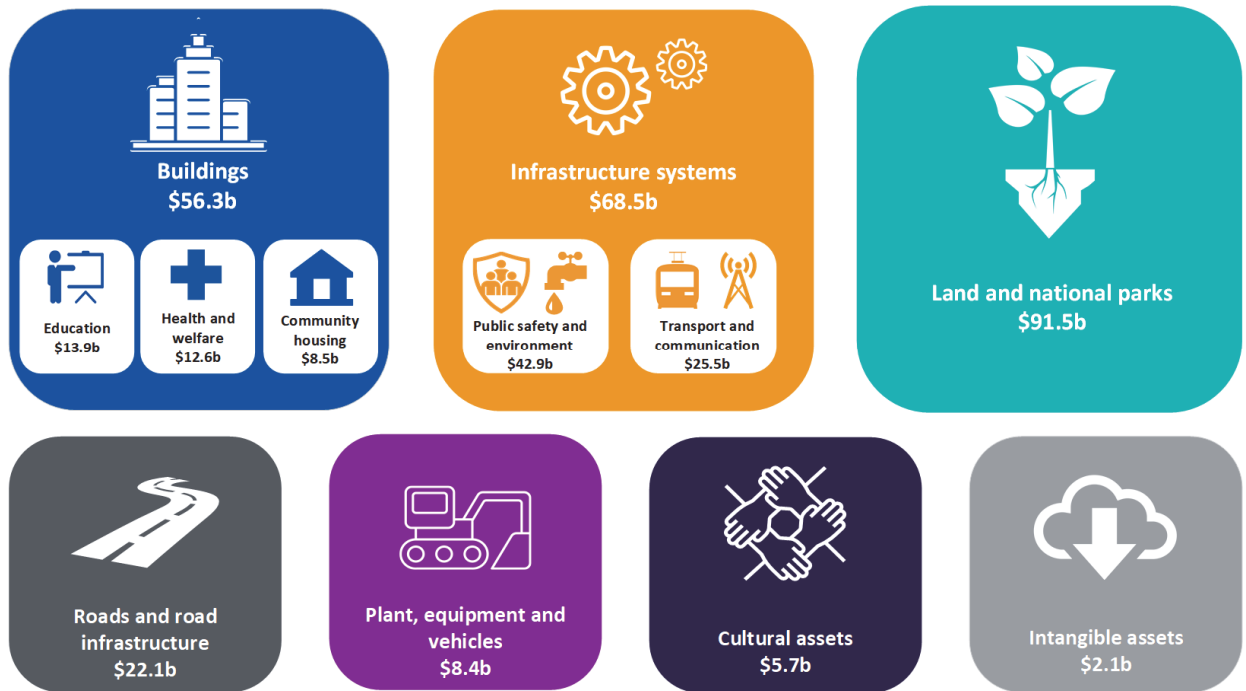 Buildings
$56.3b
Education
$13.9b
Health and
welfare
$12.6b
Community
housing
$8.5b
Infrastructure systems
$68.5b
Public safety and
environment
$42.9b
Transport and
communication
$25.5b
Land and national parks
$91.5b
Roads and road
infrastructure
$22.1b
Plant, equipment and
vehicles
$8.4b
Cultural assets
$5.7b
Intangible assets
$2.1b